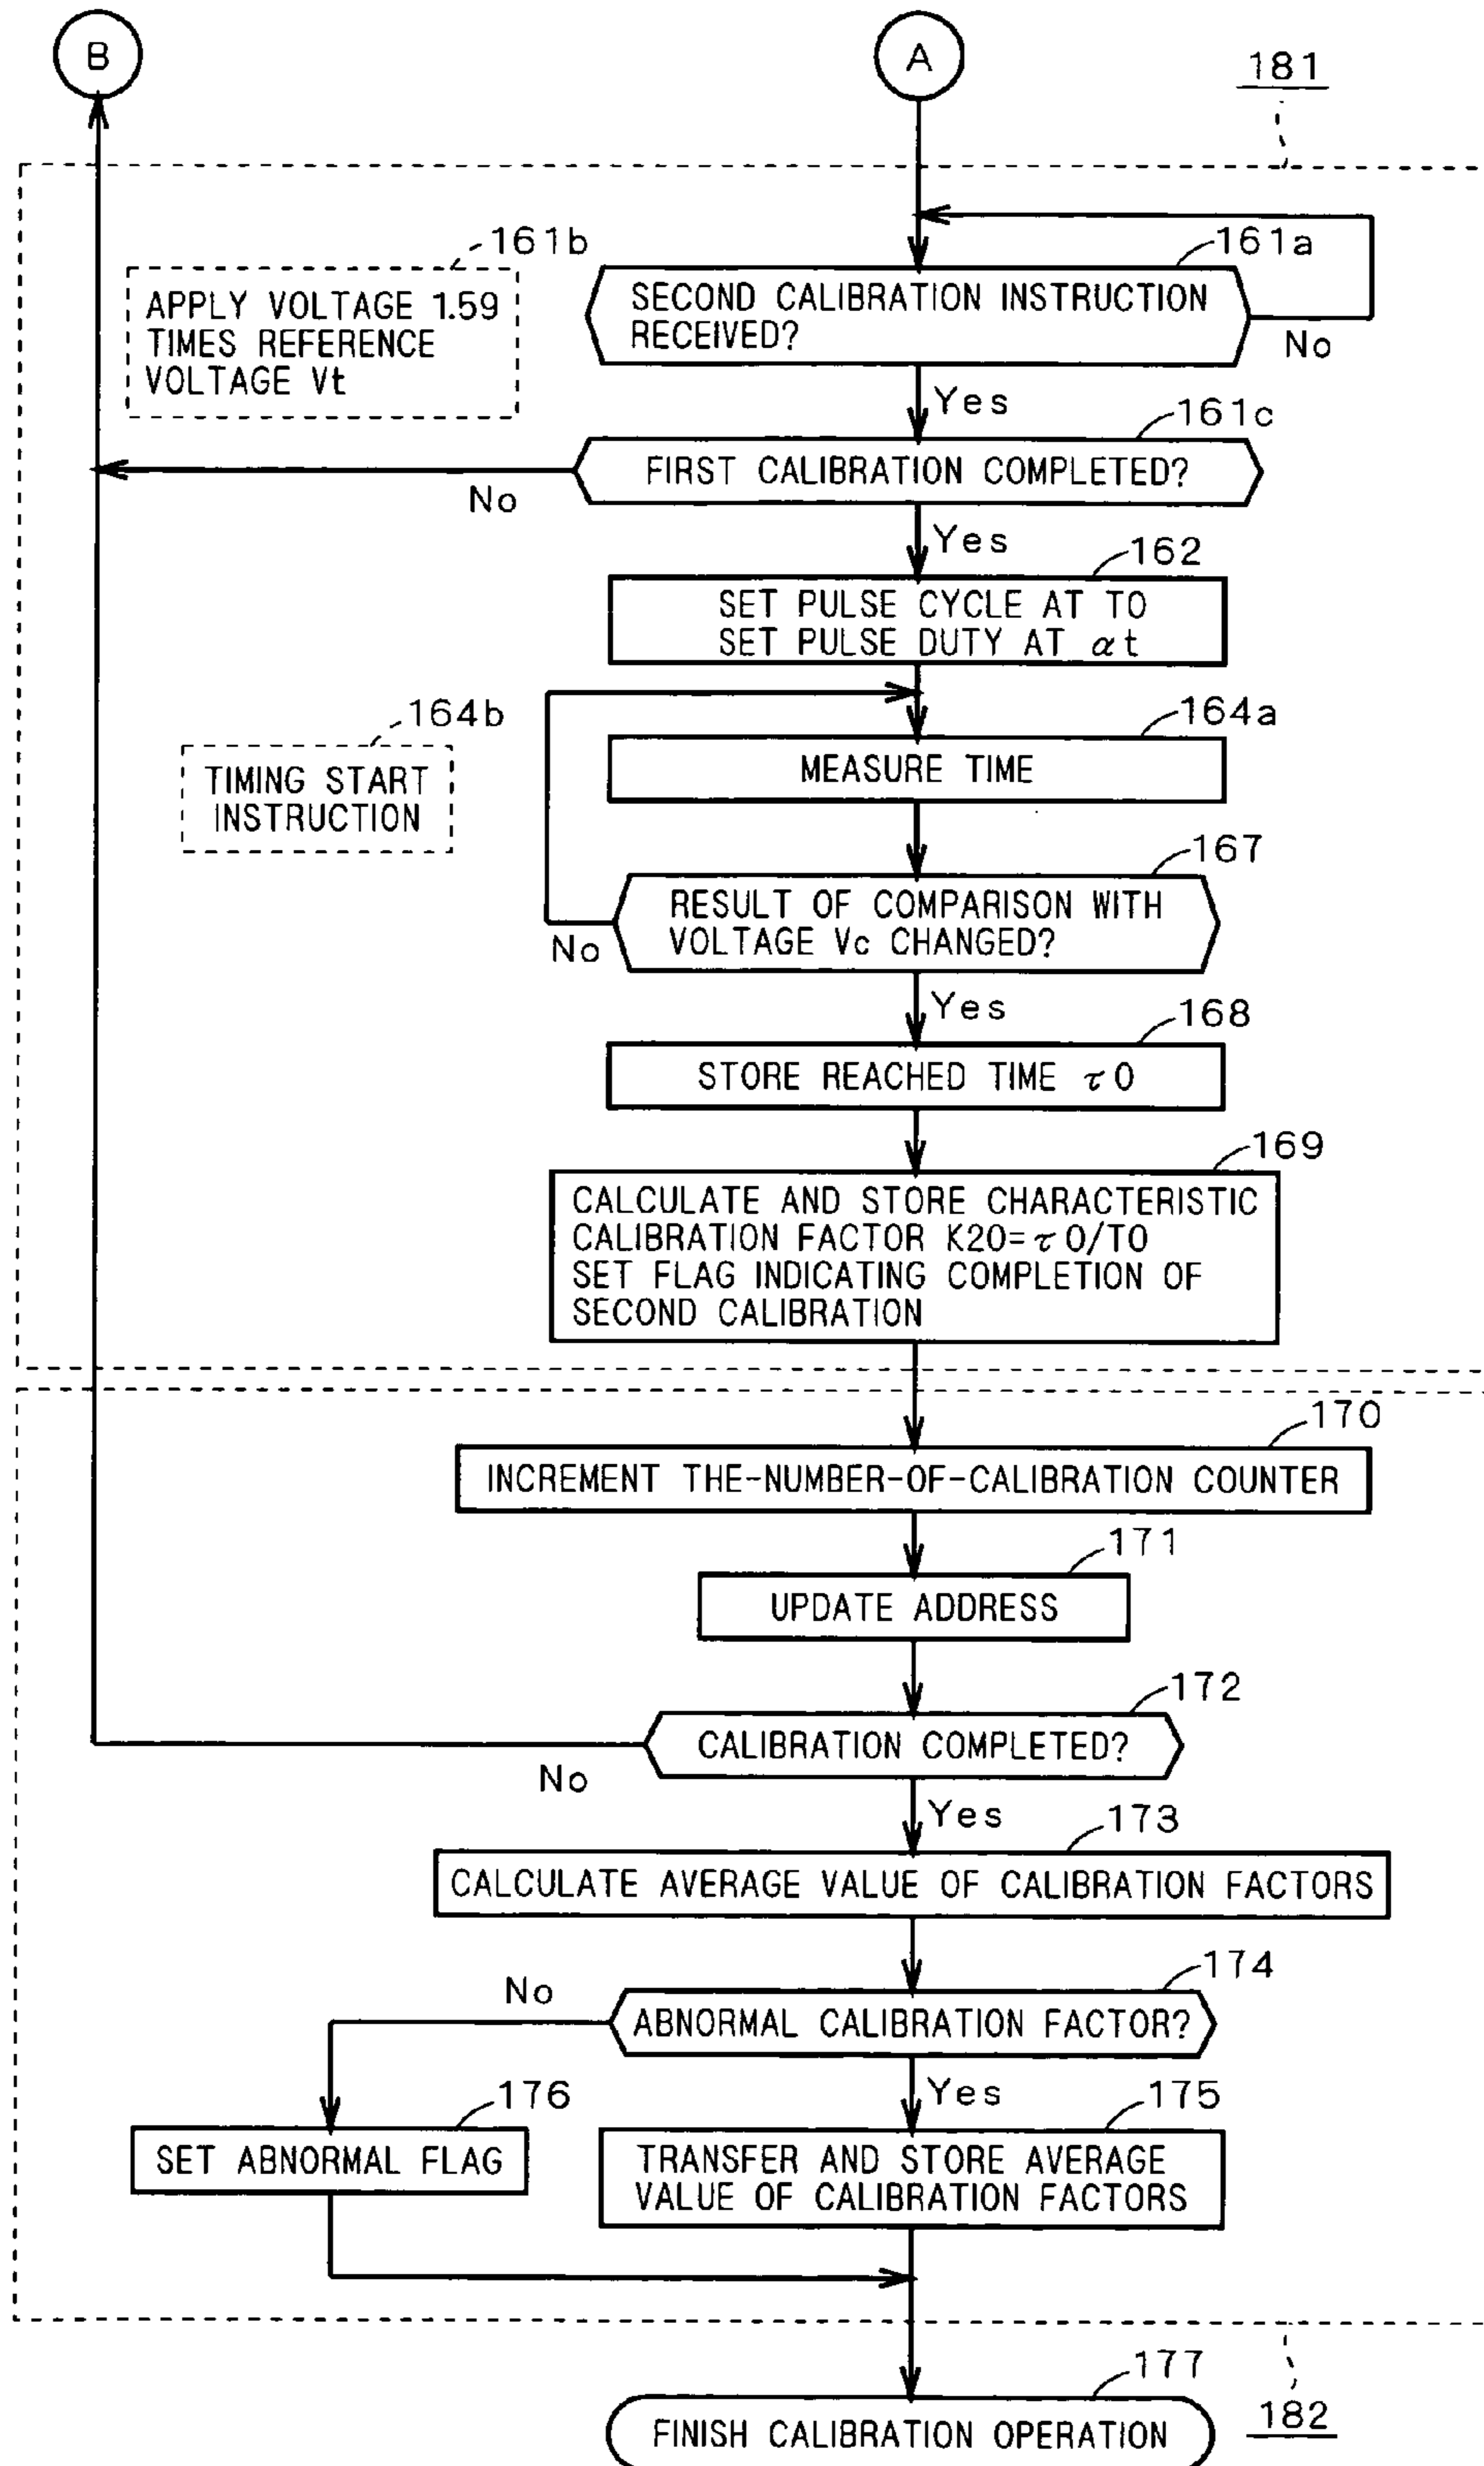 B
A
181
161b
161a
APPLY VOLTAGE 1.59
TIMES REFERENCE
VOLTAGE Vt
SECOND CALIBRATION INSTRUCTION
RECEIVED?
No
Yes
161c
FIRST CALIBRATION COMPLETED?
No
Yes
162
SET PULSE CYCLE AT T0
SET PULSE DUTY AT αt
164b
164a
TIMING START
INSTRUCTION
MEASURE TIME
167
RESULT OF COMPARISON WITH
VOLTAGE Vc CHANGED?
No
Yes
168
STORE REACHED TIME τ0
169
CALCULATE AND STORE CHARACTERISTIC
CALIBRATION FACTOR K20=τ0/T0
SET FLAG INDICATING COMPLETION OF
SECOND CALIBRATION
170
INCREMENT THE-NUMBER-OF-CALIBRATION COUNTER
171
UPDATE ADDRESS
172
CALIBRATION COMPLETED?
No
Yes
173
CALCULATE AVERAGE VALUE OF CALIBRATION FACTORS
174
No
ABNORMAL CALIBRATION FACTOR?
Yes
176
175
SET ABNORMAL FLAG
TRANSFER AND STORE AVERAGE
VALUE OF CALIBRATION FACTORS
177
182
FINISH CALIBRATION OPERATION